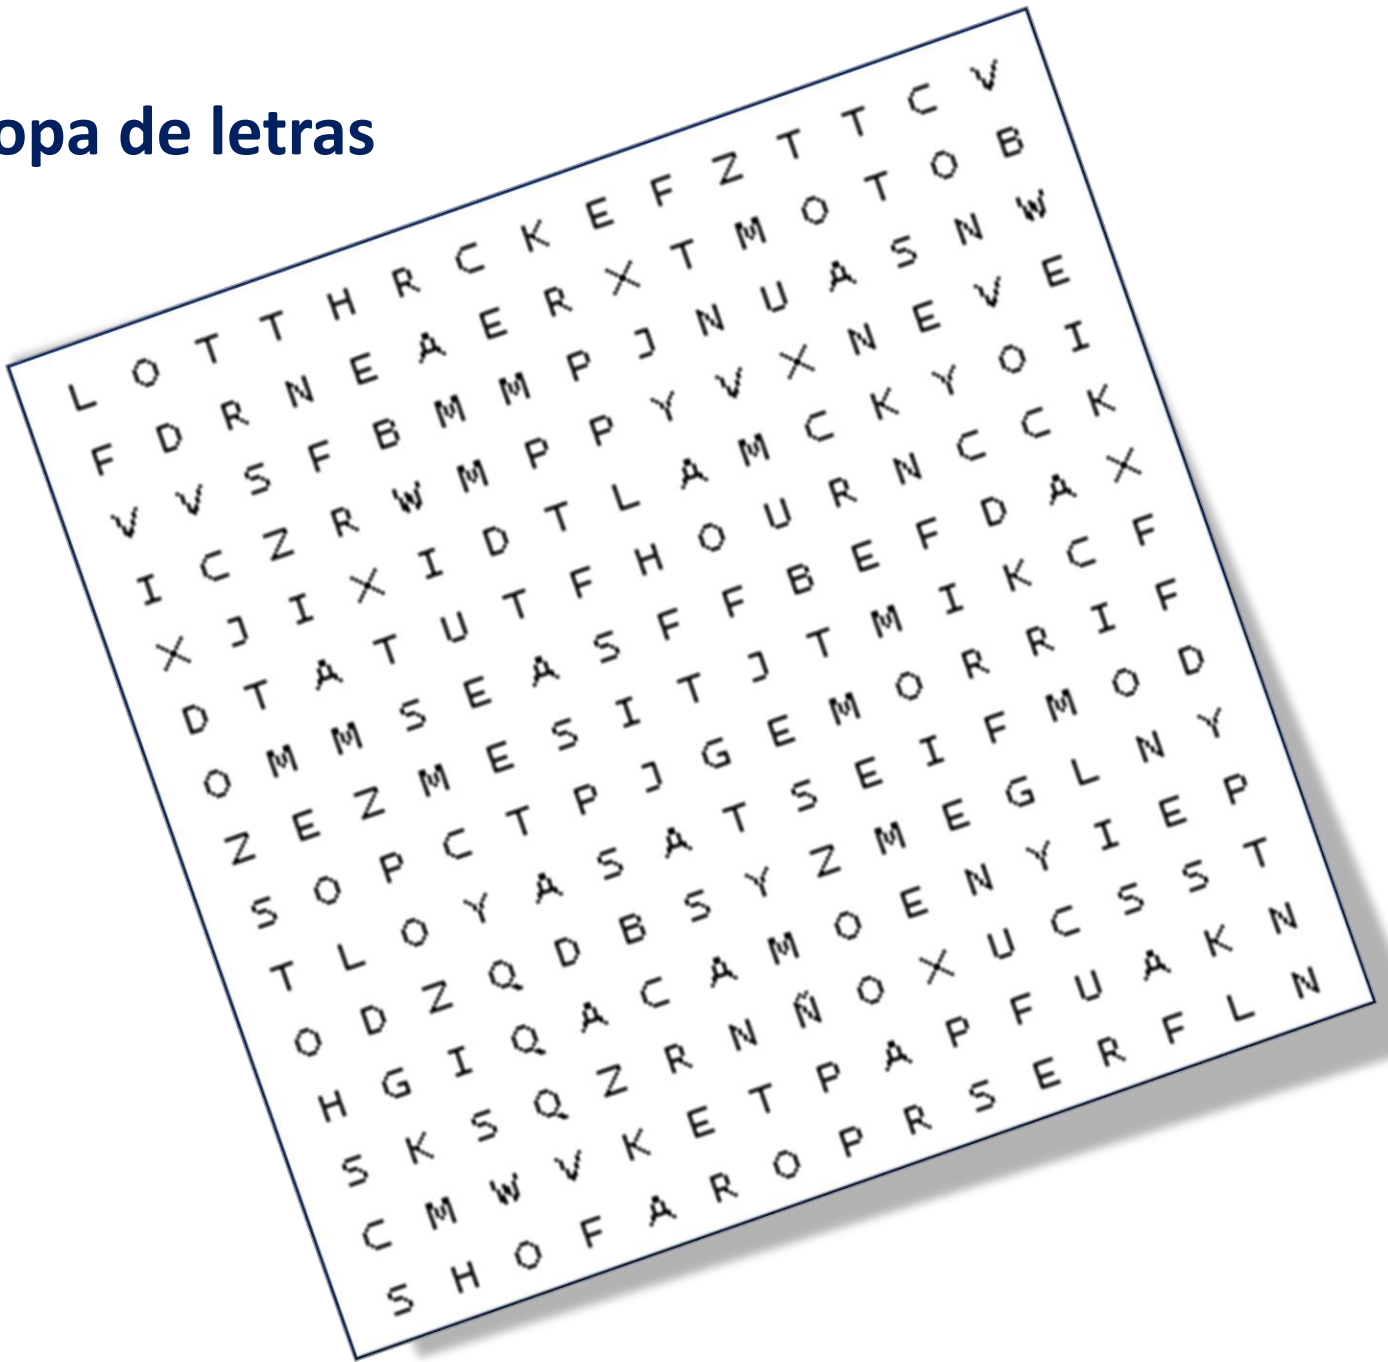 opa de letras
L O T T H R C K E F Z T T C V
F D R N E A E R X T M O T O B
V V S F B M M P J N U A S N W
I C Z R W M P P Y V X N E V E
X J I X I D T L A M C K Y O I
D T A T U T F H O U R N C C K
O M M S E A S F F B E F D A X
Z E Z M E S I T J T M I K C F
S O P C T P J G E M O R R I F
T L O Y A S A T S E I F M O D
O D Z Q D B S Y Z M E G L N Y
H G I Q A C A M O E N Y I E P
S K S Q Z R N Ñ O X U C S S T
C M W V K E T P A P F U A K N
S H O F A R O P R S E R F L N